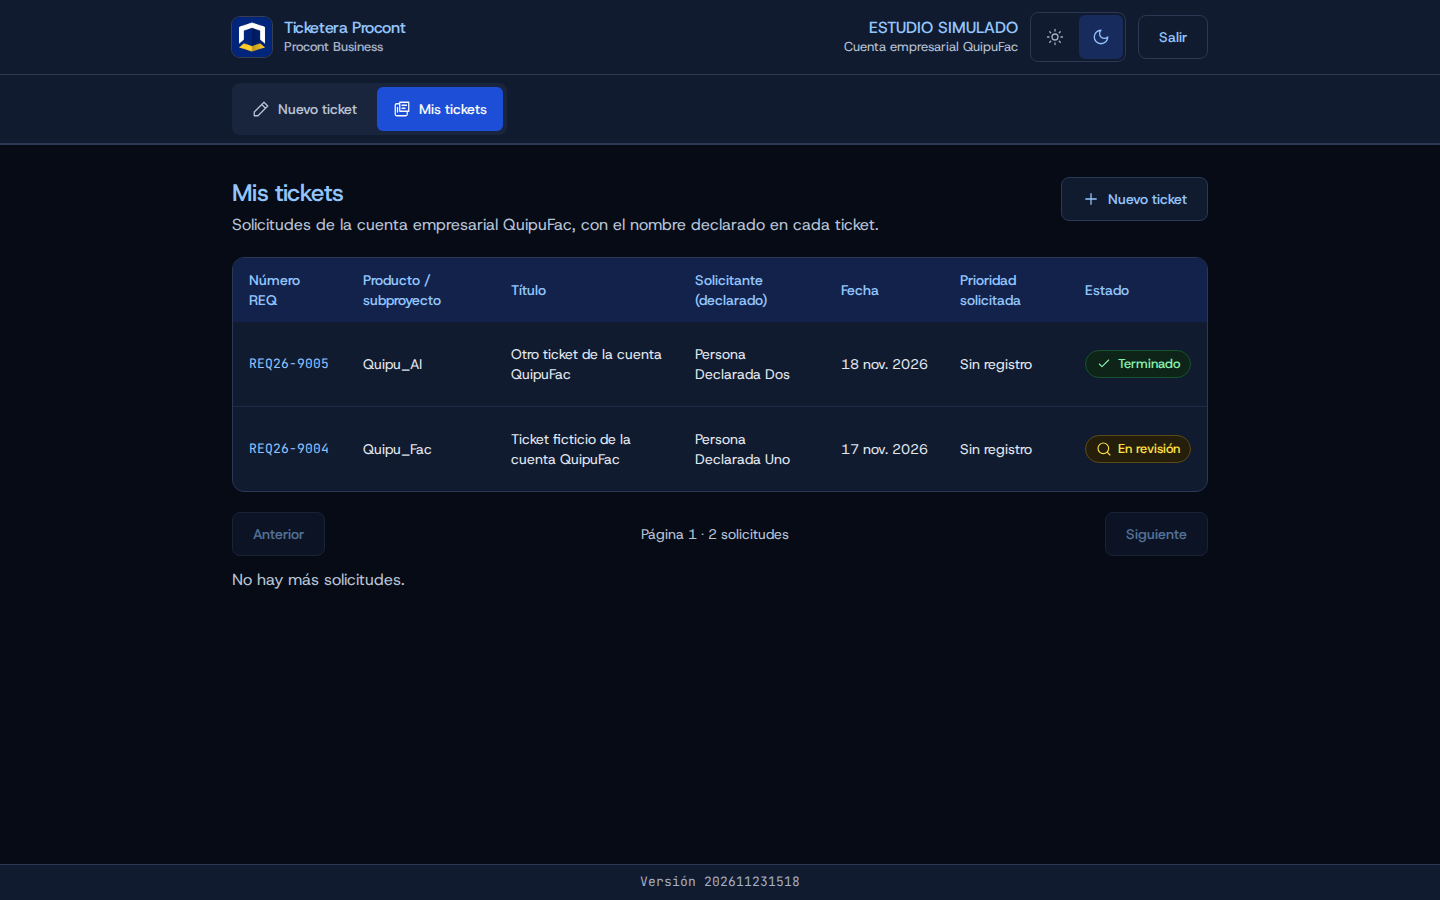 Ticketera Procont
Procont Business
ESTUDIO SIMULADO
Cuenta empresarial QuipuFac
Salir
Nuevo ticket
Mis tickets
Mis tickets
Solicitudes de la cuenta empresarial QuipuFac, con el nombre declarado en cada ticket.
Nuevo ticket
Número
REQ
Producto /
subproyecto
Título
Solicitante
(declarado)
Fecha
Prioridad
solicitada
Estado
REQ26-9005
Quipu_AI
Otro ticket de la cuenta
QuipuFac
Persona
Declarada Dos
18 nov. 2026
Sin registro
Terminado
REQ26-9004
Quipu_Fac
Ticket ficticio de la
cuenta QuipuFac
Persona
Declarada Uno
17 nov. 2026
Sin registro
En revisión
Anterior
Página 1 · 2 solicitudes
Siguiente
No hay más solicitudes.
Versión 202611231518